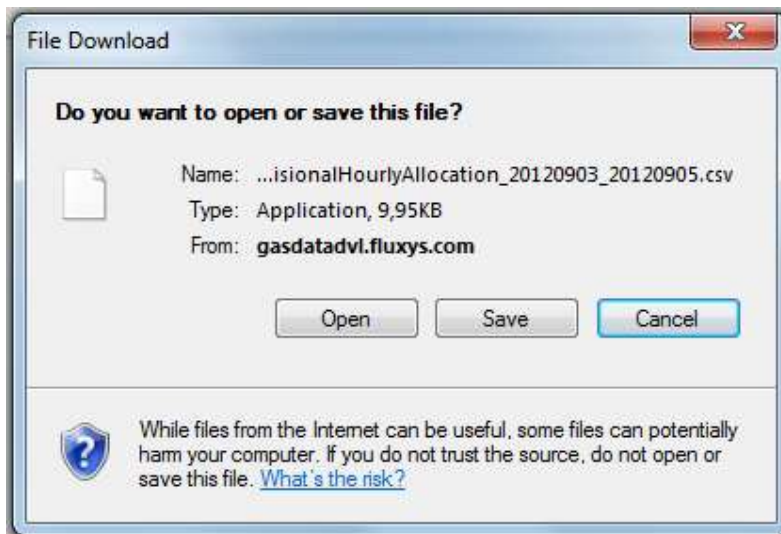 File Download
Do you want to open or save this file?
Name: ...isionalHourlyAllocation_20120903_20120905.csv
Type: Application, 9,95KB
From: gasdatadvl.fluxys.com
Open Save Cancel
While files from the Internet can be useful, some files can potentially
harm your computer. If you do not trust the source, do not open or
save this file. What's the risk?